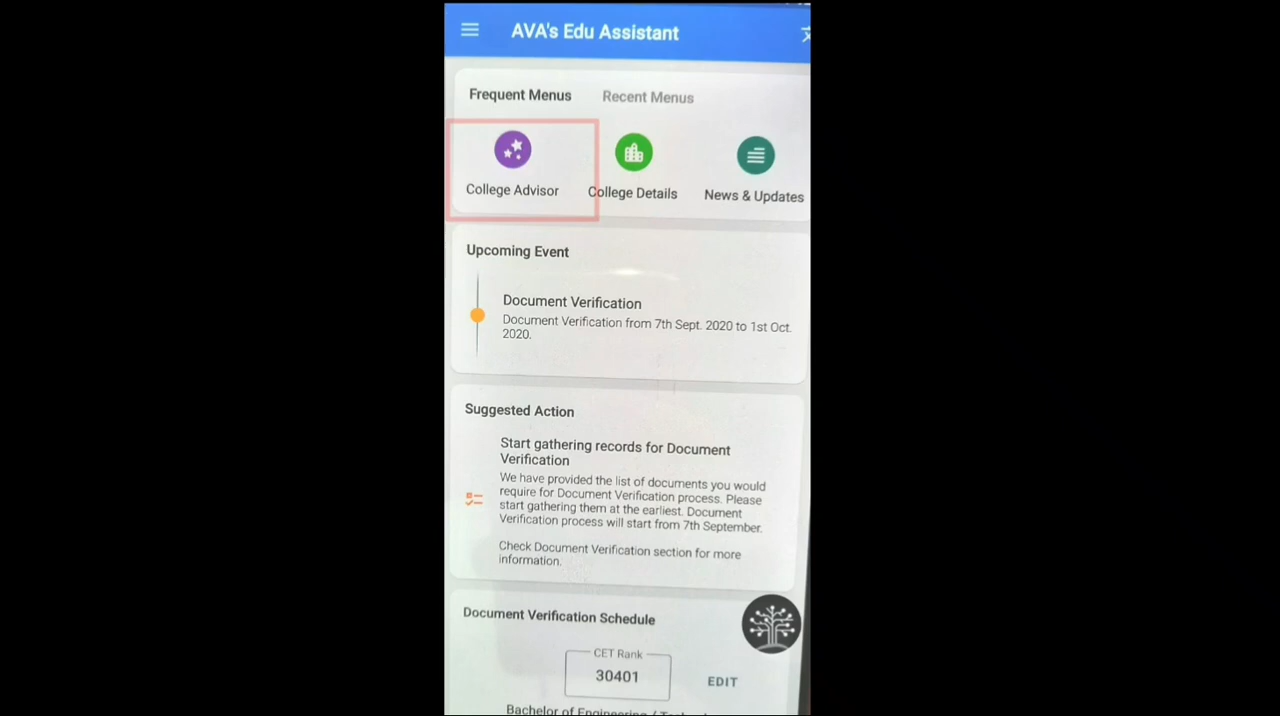 AVA's Edu Assistant
Frequent Menus Recent Menus
College Advisor College Details News & Updates
Upcoming Event
Document Verification
Document Verification from 7th Sept. 2020 to 1st Oct.
2020.
Suggested Action
Start gathering records for Document
Verification
We have provided the list of documents you would
require for Document Verification process. Please
start gathering them at the earliest. Document
Verification process will start from 7th September.
Check Document Verification section for more
information.
Document Verification Schedule
CET Rank
30401 EDIT
Bachelor of Engineering /